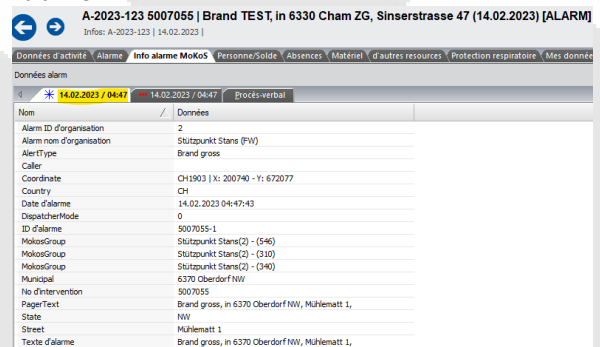 A-2023-123 5007055 | Brand TEST, in 6330 Cham ZG, Sinserstrasse 47 (14.02.2023) [ALARM]
Infos: A-2023-123 | 14.02.2023 |
Données d'activité Alarme Info alarme MoKoS Personne/Solde Absences Matériel d'autres resources Protection respiratoire Mes donnée
Données alarm
14.02.2023 / 04:47 14.02.2023 / 04:47 Procès-verbal
Nom Données
Alarm ID d'organisation 2
Alarm nom d'organisation Stützpunkt Stans (FW)
AlertType Brand gross
Caller
Coordinate CH1903 | X: 200740 - Y: 672077
Country CH
Date d'alarme 14.02.2023 04:47:43
DispatcherMode 0
ID d'alarme 5007055-1
MokosGroup Stützpunkt Stans(2) - (546)
MokosGroup Stützpunkt Stans(2) - (310)
MokosGroup Stützpunkt Stans(2) - (340)
Municipal 6370 Oberdorf NW
No d'intervention 5007055
PagerText Brand gross, in 6370 Oberdorf NW, Mühlematt 1,
State NW
Street Mühlematt 1
Texte d'alarme Brand gross, in 6370 Oberdorf NW, Mühlematt 1,